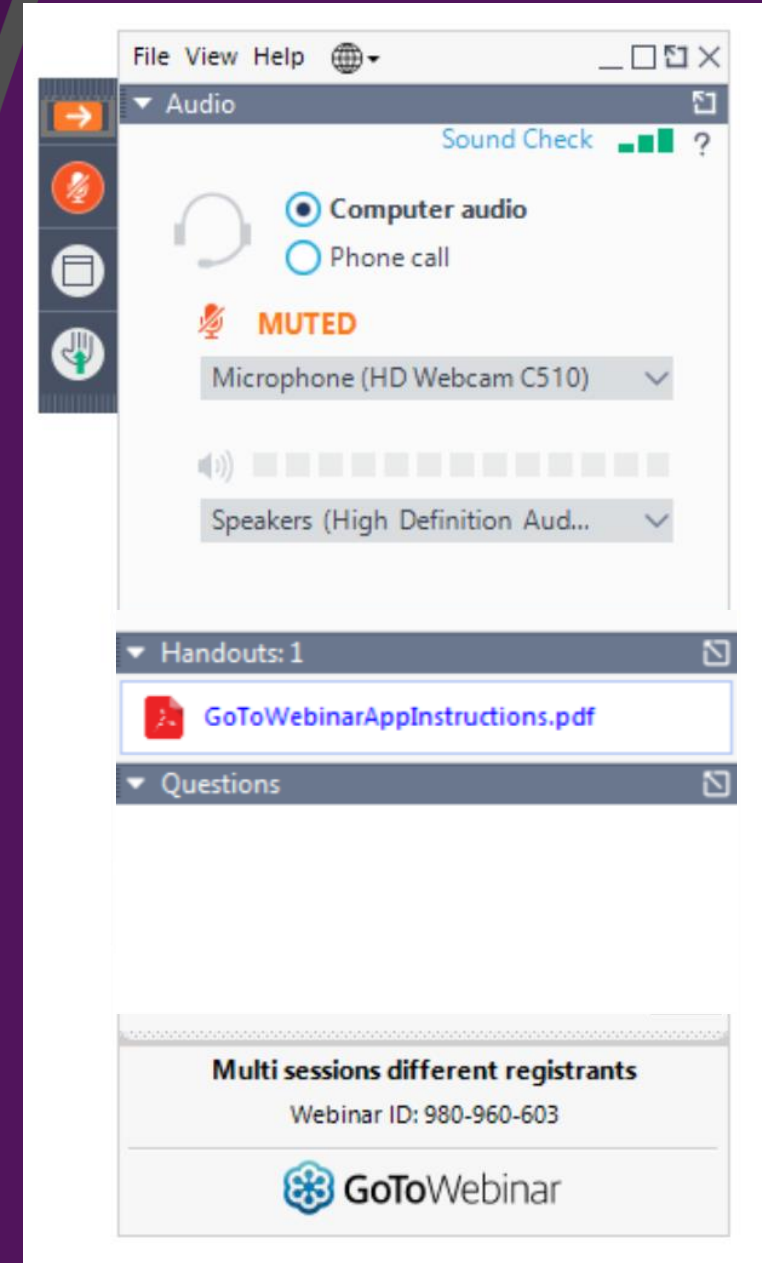 File View Help
Audio
Sound Check ?
Computer audio
Phone call
MUTED
Microphone (HD Webcam C510)
Speakers (High Definition Aud...
Handouts: 1
GoToWebinarAppInstructions.pdf
Questions
Multi sessions different registrants
Webinar ID: 980-960-603
GoToWebinar